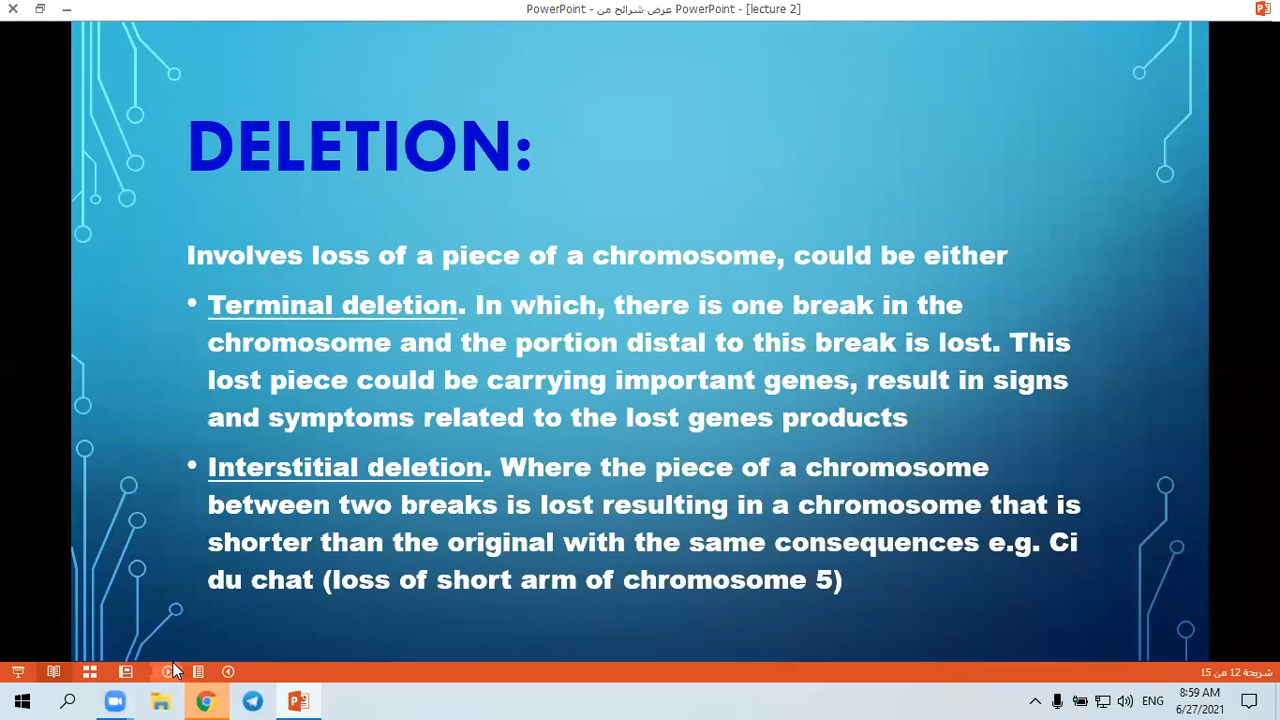 PowerPoint - عرض شرائح من PowerPoint - [lecture 2]
DELETION:
Involves loss of a piece of a chromosome, could be either
• Terminal deletion. In which, there is one break in the
chromosome and the portion distal to this break is lost. This
lost piece could be carrying important genes, result in signs
and symptoms related to the lost genes products
• Interstitial deletion. Where the piece of a chromosome
between two breaks is lost resulting in a chromosome that is
shorter than the original with the same consequences e.g. Ci
du chat (loss of short arm of chromosome 5)
شريحة 12 من 15
ENG
8:59 AM
6/27/2021